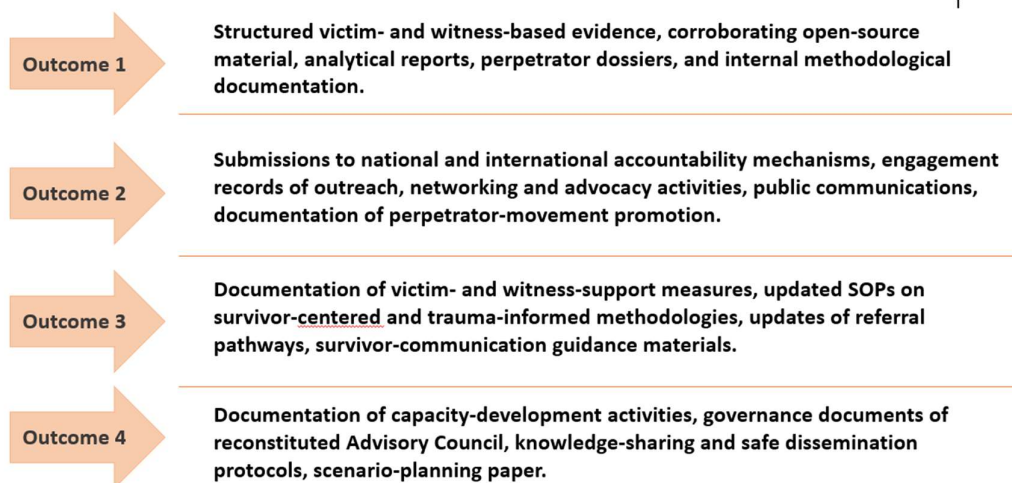 Outcome 1
Structured victim- and witness-based evidence, corroborating open-source
material, analytical reports, perpetrator dossiers, and internal methodological
documentation.
Outcome 2
Submissions to national and international accountability mechanisms, engagement
records of outreach, networking and advocacy activities, public communications,
documentation of perpetrator-movement promotion.
Outcome 3
Documentation of victim- and witness-support measures, updated SOPs on
survivor-centered and trauma-informed methodologies, updates of referral
pathways, survivor-communication guidance materials.
Outcome 4
Documentation of capacity-development activities, governance documents of
reconstituted Advisory Council, knowledge-sharing and safe dissemination
protocols, scenario-planning paper.